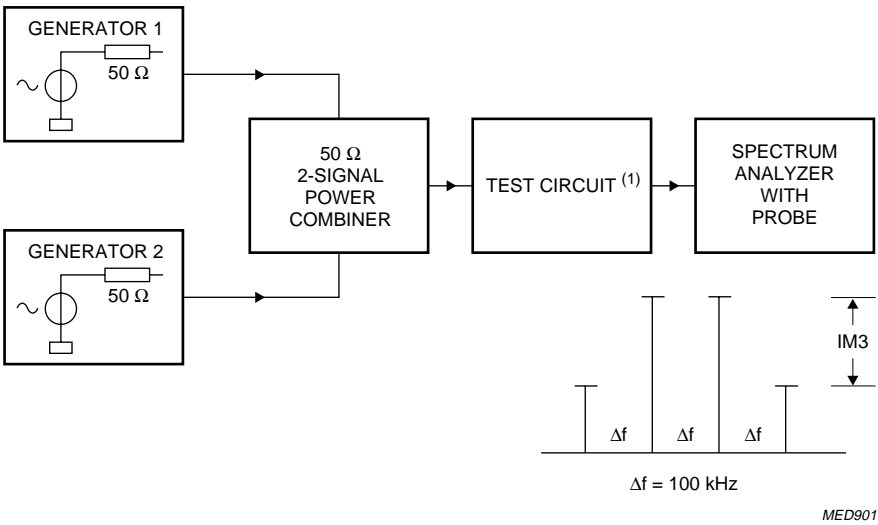 GENERATOR 1
50 Ω
50 Ω
2-SIGNAL
POWER
COMBINER
TEST CIRCUIT (1)
SPECTRUM
ANALYZER
WITH
PROBE
GENERATOR 2
50 Ω
IM3
Δf Δf Δf
Δf = 100 kHz
MED901